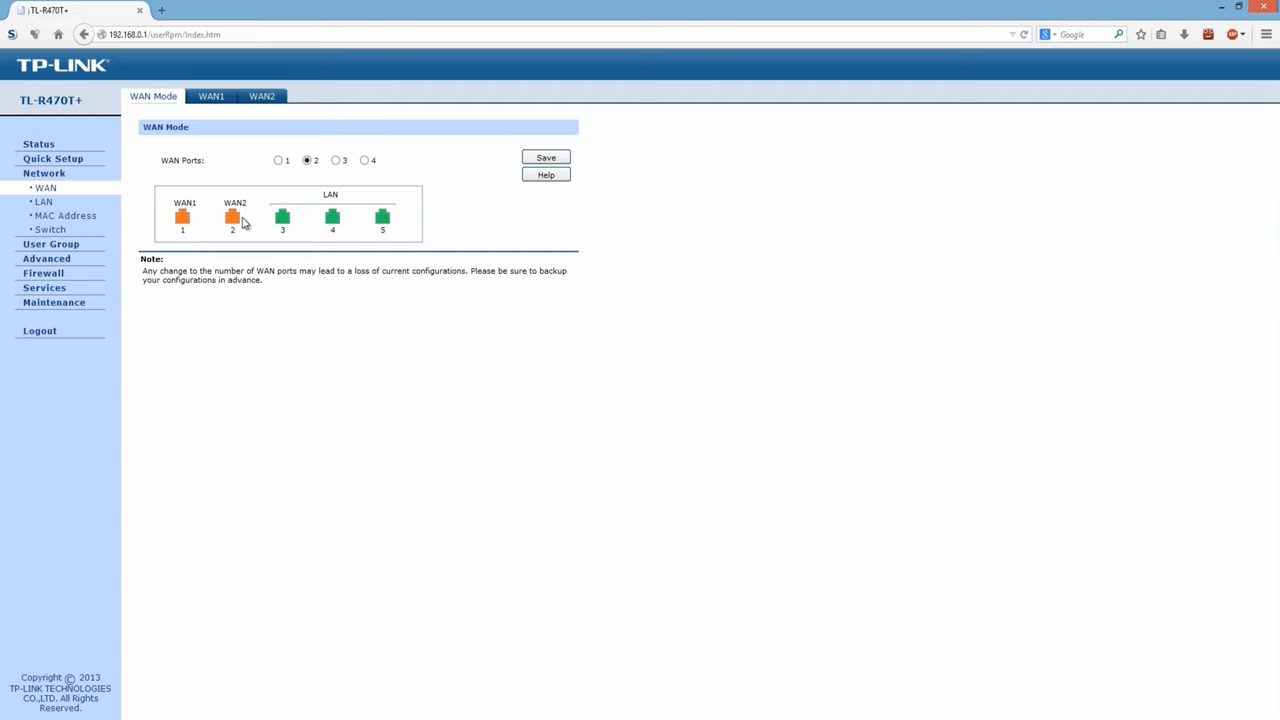 TL-R470T+
192.168.0.1/userRpm/Index.htm
Google
TP-LINK
TL-R470T+
WAN Mode WAN1 WAN2
Status
Quick Setup
Network
• WAN
• LAN
• MAC Address
• Switch
User Group
Advanced
Firewall
Services
Maintenance
Logout
WAN Mode
WAN Ports: 1 2 3 4
Save
Help
LAN
WAN1 WAN2
1 2 3 4 5
Note:
Any change to the number of WAN ports may lead to a loss of current configurations. Please be sure to backup
your configurations in advance.
Copyright © 2013
TP-LINK TECHNOLOGIES
CO.,LTD. All Rights
Reserved.